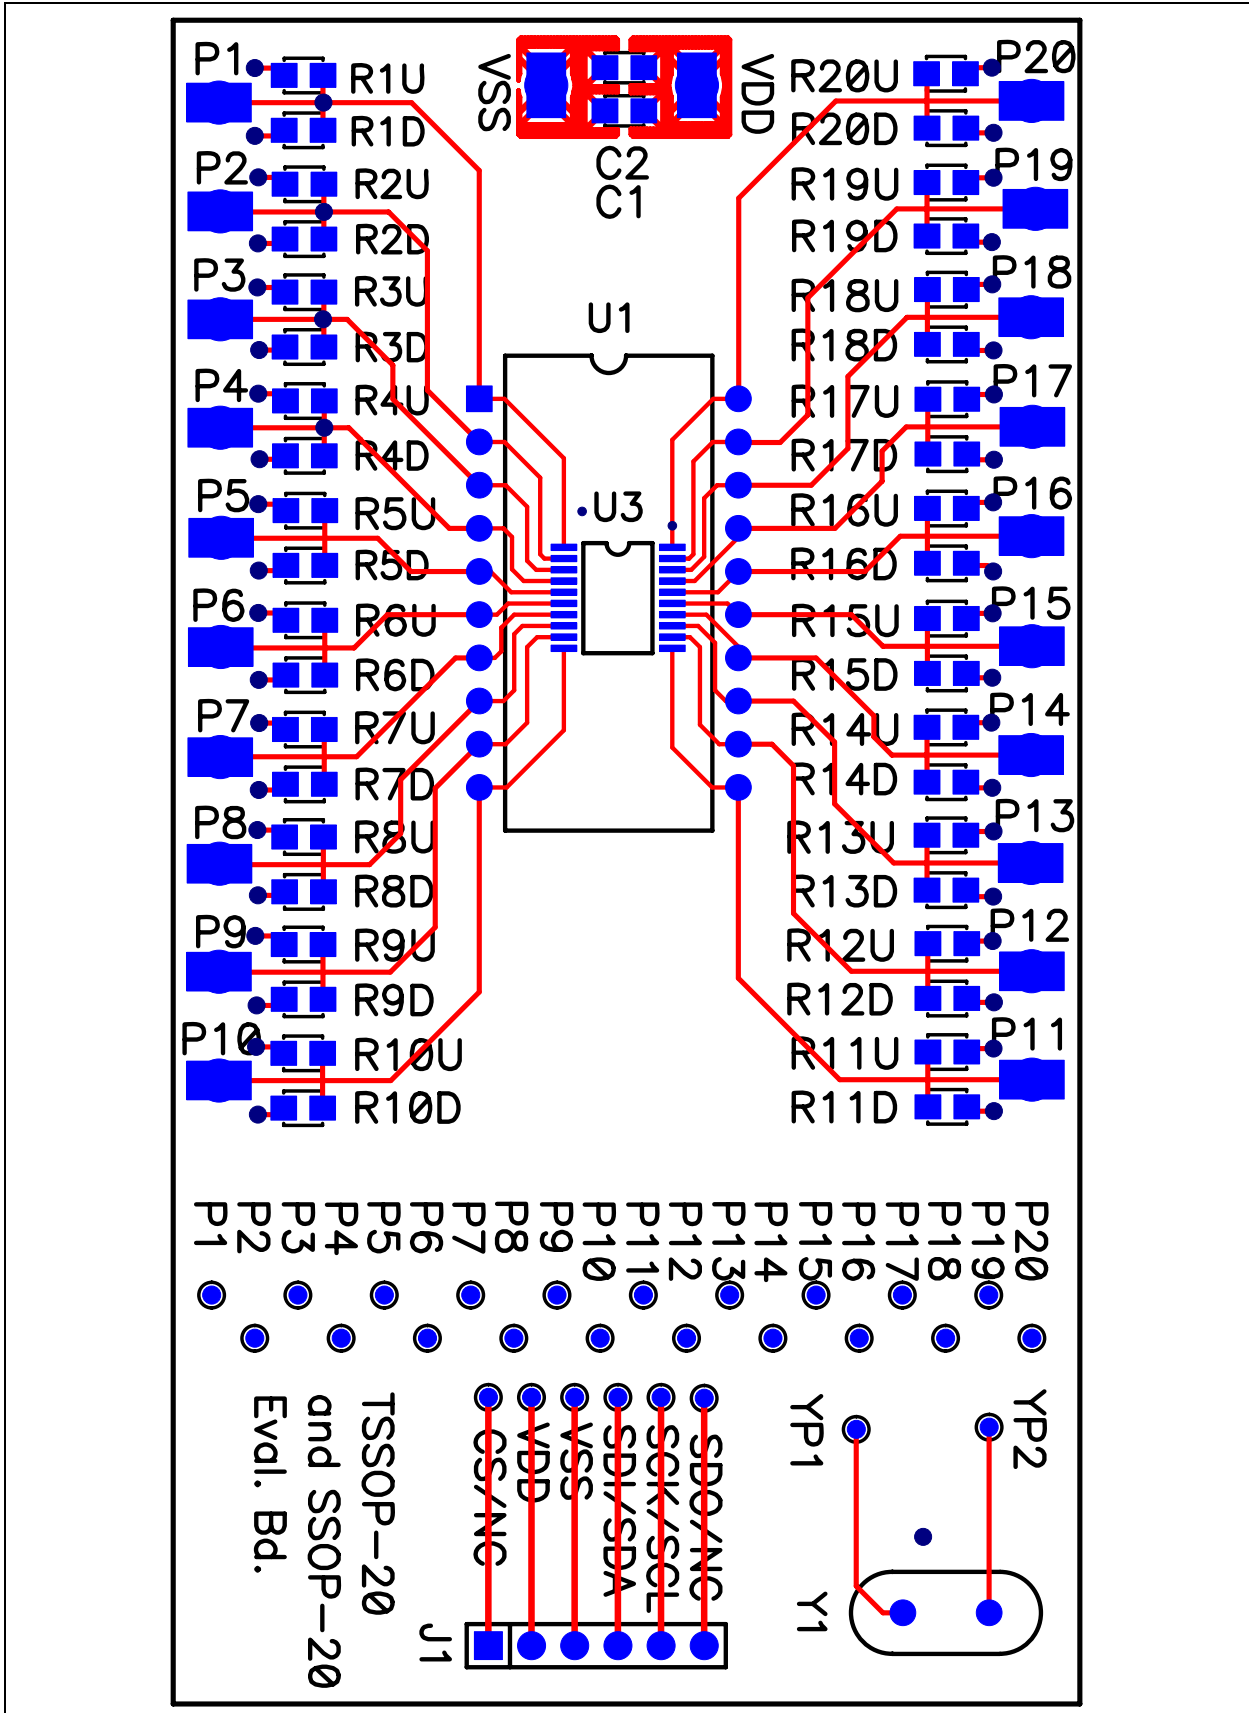 P1
R1U
VSS
VDD
R20U
P20
R1D
R20D
C2
C1
P2
R2U
R19U
P19
R2D
R19D
P3
R3U
R18U
P18
U1
R3D
R18D
P4
R4U
R17U
P17
R4D
R17D
P5
R5U
U3
R16U
P16
R5D
R16D
P6
R6U
R15U
P15
R6D
R15D
P7
R7U
R14U
P14
R7D
R14D
P8
R8U
R13U
P13
R8D
R13D
P9
R9U
R12U
P12
R9D
R12D
P10
R10U
R11U
P11
R10D
R11D
P1
P2
P3
P4
P5
P6
P7
P8
P9
P10
P11
P12
P13
P14
P15
P16
P17
P18
P19
P20
TSSOP-20
and SSOP-20
Eval. Bd.
CS/NC
VDD
VSS
SDI/SDA
SCK/SCL
SDO/NC
J1
YP1
YP2
Y1